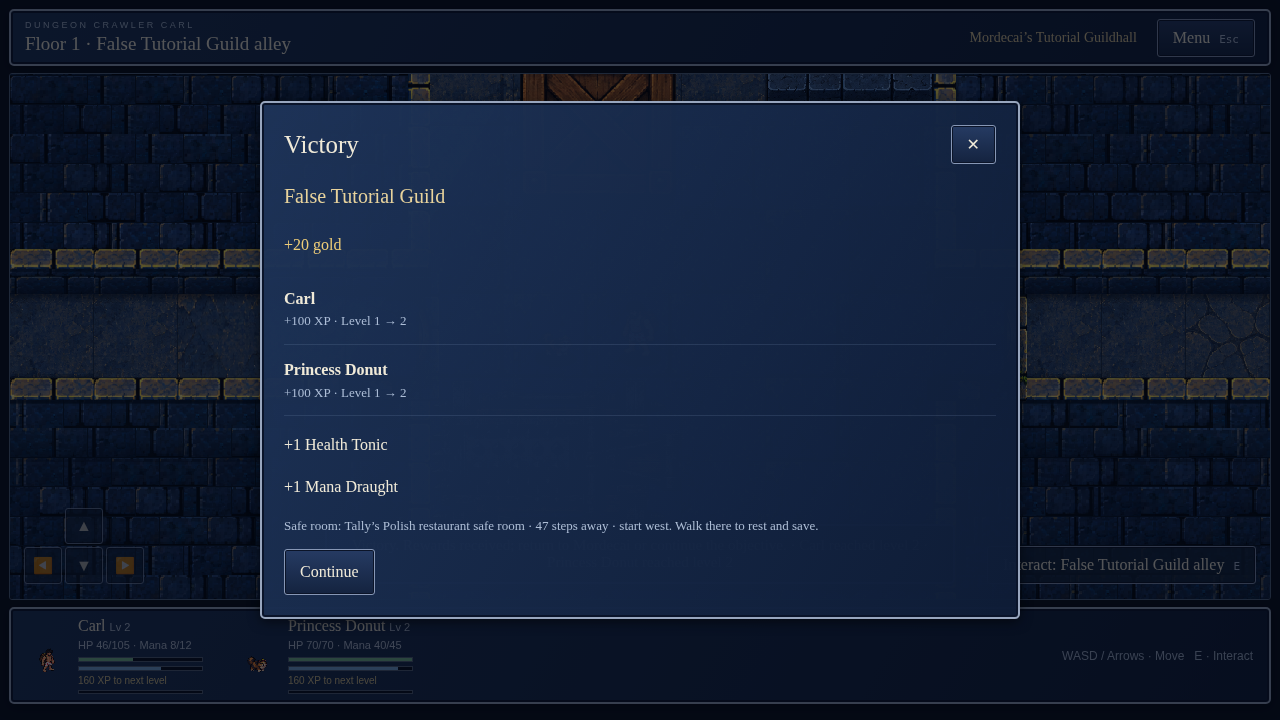 DUNGEON CRAWLER CARL
Floor 1 · False Tutorial Guild alley
Mordecai's Tutorial Guildhall
Menu Esc
Victory
✕
False Tutorial Guild
+20 gold
Carl
+100 XP · Level 1 → 2
Princess Donut
+100 XP · Level 1 → 2
+1 Health Tonic
+1 Mana Draught
Safe room: Tally's Polish restaurant safe room · 47 steps away · start west. Walk there to rest and save.
Continue
eract: False Tutorial Guild alley E
Carl Lv 2
HP 46/105 · Mana 8/12
160 XP to next level
Princess Donut Lv 2
HP 70/70 · Mana 40/45
160 XP to next level
WASD / Arrows · Move E · Interact